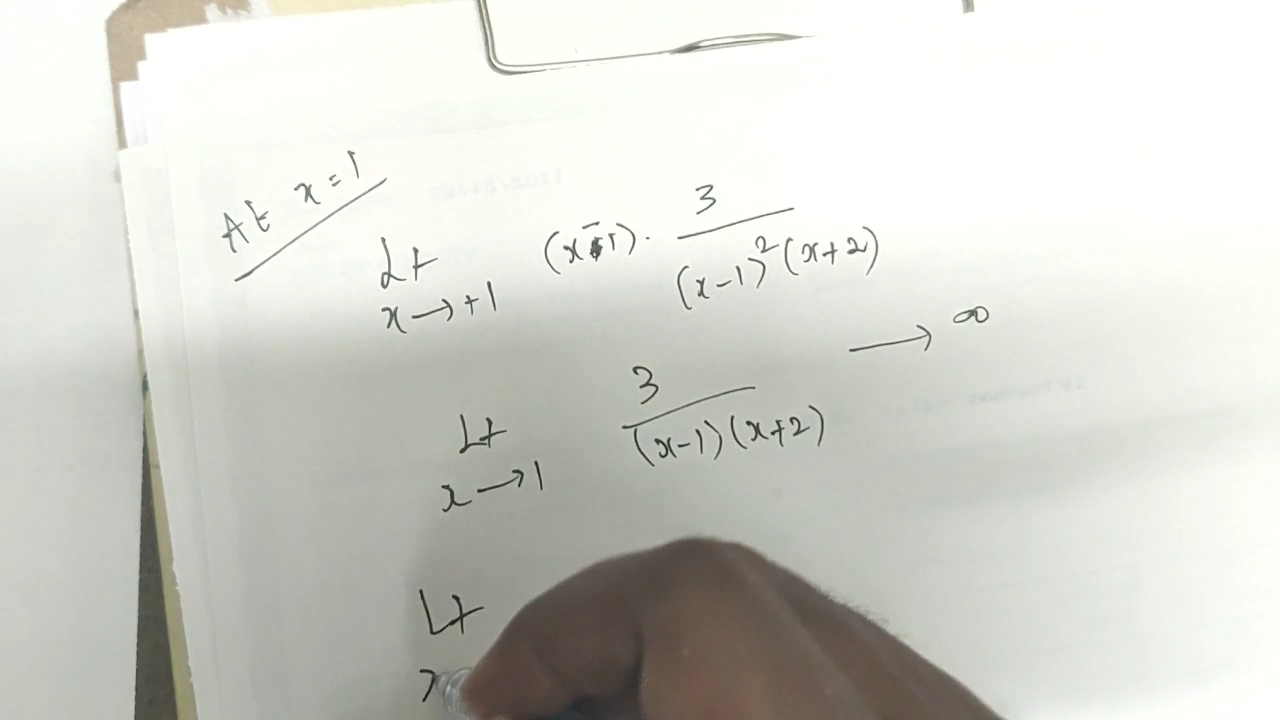 At x = 1
Lt (x-1). 3
x → +1 (x-1)²(x+2)
→ ∞
Lt 3
x → 1 (x-1)(x+2)
Lt
x